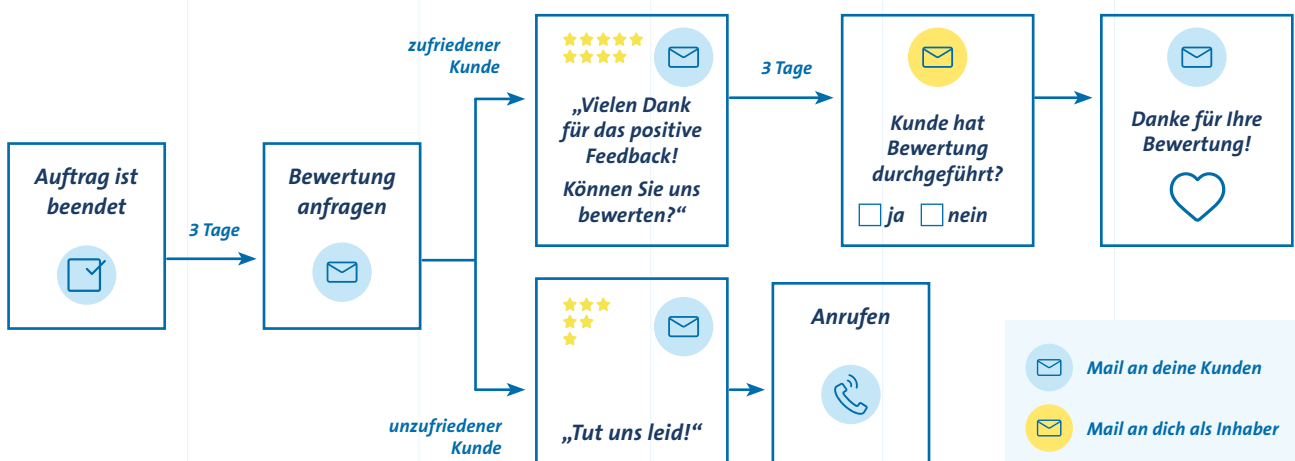 Auftrag ist
beendet
3 Tage
Bewertung
anfragen
zufriedener
Kunde
„Vielen Dank
für das positive
Feedback!
Können Sie uns
bewerten?“
3 Tage
Kunde hat
Bewertung
durchgeführt?
ja nein
Danke für Ihre
Bewertung!
unzufriedener
Kunde
„Tut uns leid!“
Anrufen
Mail an deine Kunden
Mail an dich als Inhaber